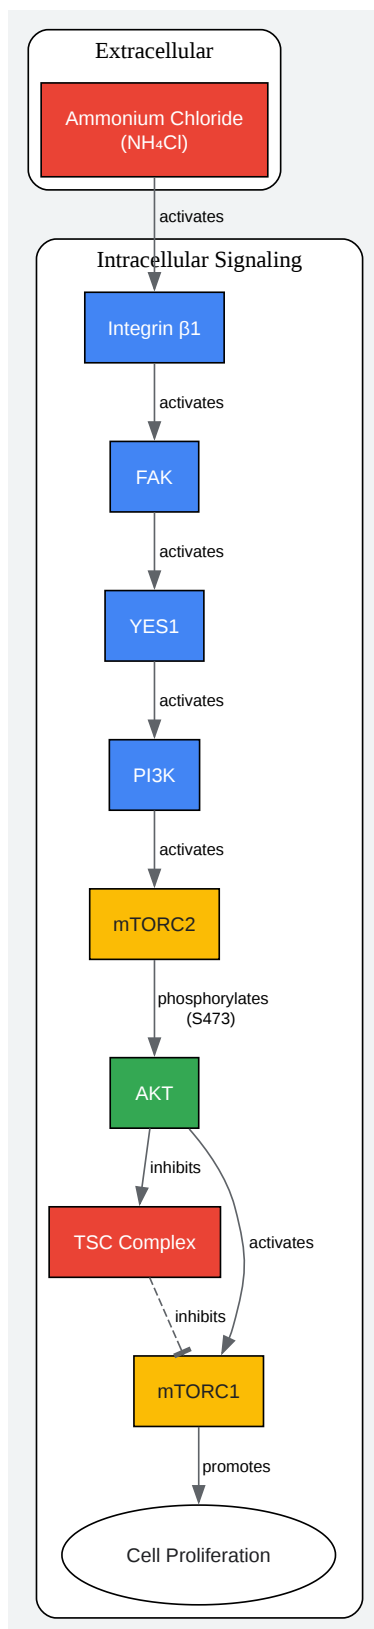 Extracellular
Ammonium Chloride
(NH₄Cl)
activates
Intracellular Signaling
Integrin β1
activates
FAK
activates
YES1
activates
PI3K
activates
mTORC2
phosphorylates
(S473)
AKT
inhibits
TSC Complex
activates
inhibits
mTORC1
promotes
Cell Proliferation